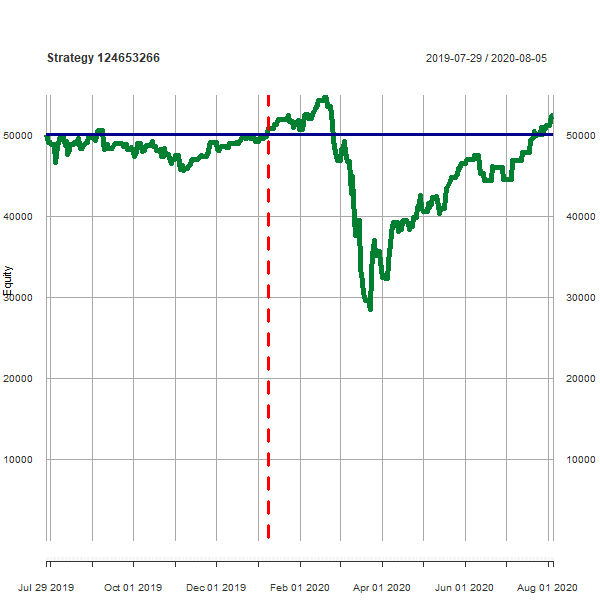 Strategy 124653266
2019-07-29 / 2020-08-05
50000
50000
40000
40000
Equity
30000
30000
20000
20000
10000
10000
Jul 29 2019
Oct 01 2019
Dec 01 2019
Feb 01 2020
Apr 01 2020
Jun 01 2020
Aug 01 2020